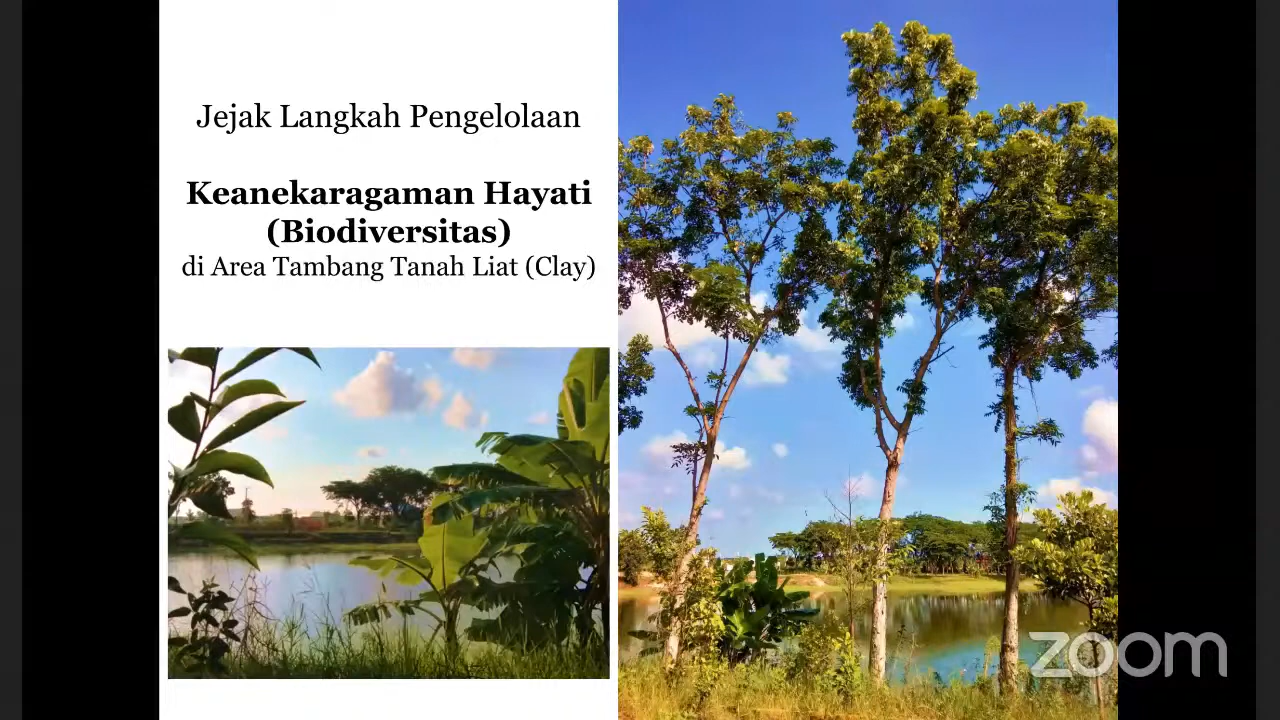 Jejak Langkah Pengelolaan
Keanekaragaman Hayati
(Biodiversitas)
di Area Tambang Tanah Liat (Clay)
zoom